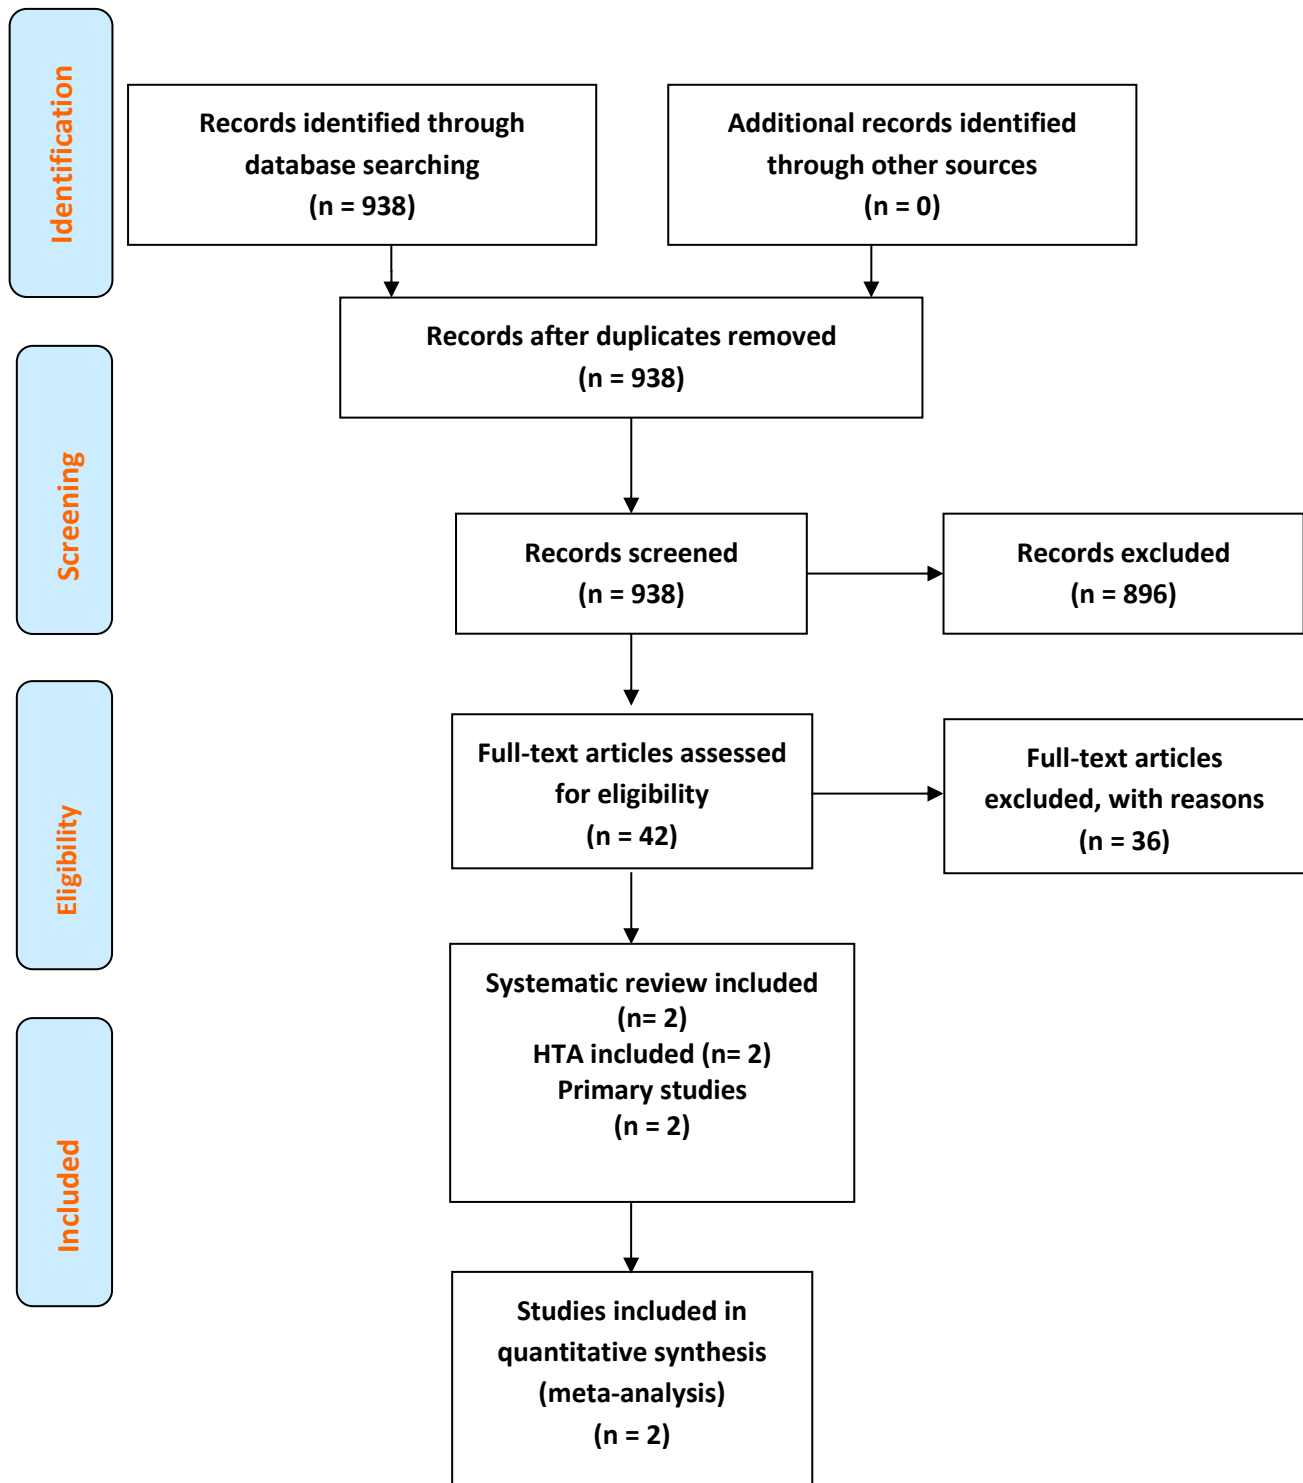 Identification
Records identified through
database searching
(n = 938)
Additional records identified
through other sources
(n = 0)
Records after duplicates removed
(n = 938)
Screening
Records screened
(n = 938)
Records excluded
(n = 896)
Eligibility
Full-text articles assessed
for eligibility
(n = 42)
Full-text articles
excluded, with reasons
(n = 36)
Included
Systematic review included
(n= 2)
HTA included (n= 2)
Primary studies
(n = 2)
Studies included in
quantitative synthesis
(meta-analysis)
(n = 2)